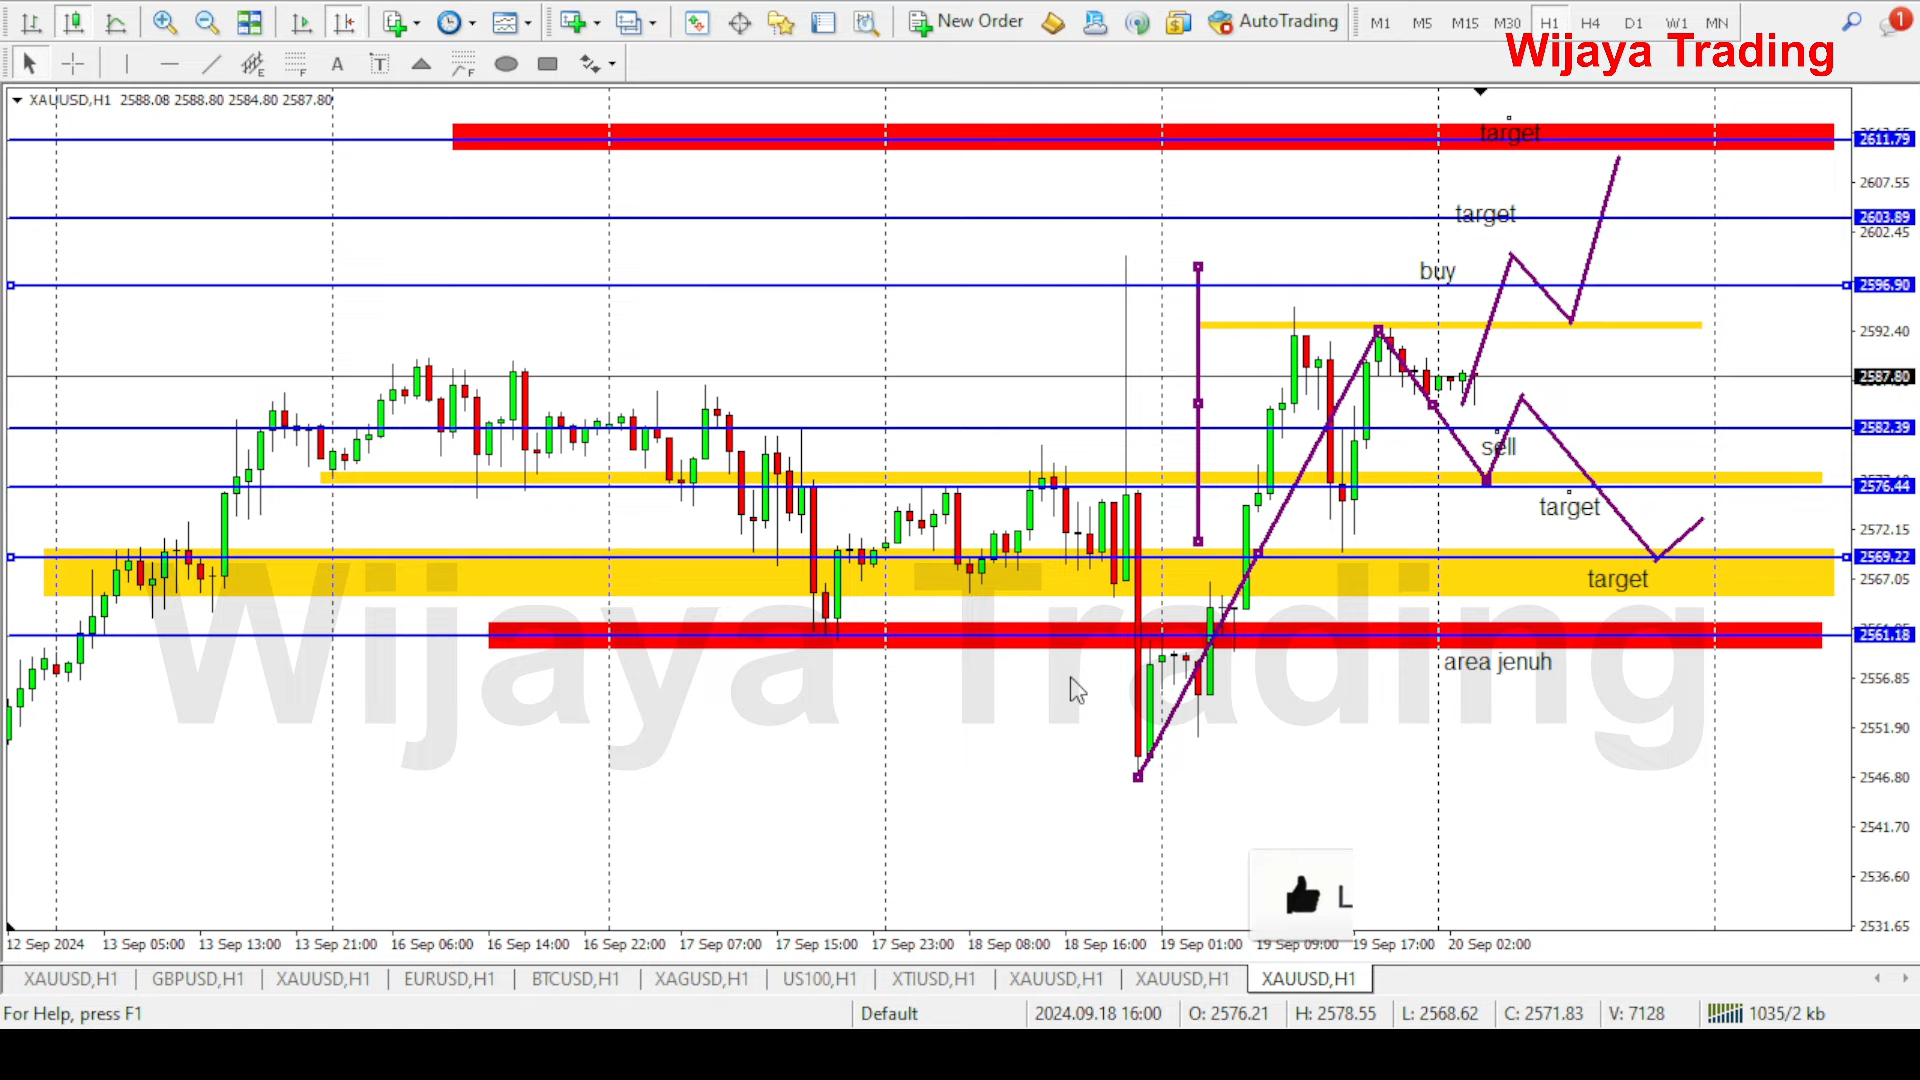 New Order
AutoTrading
M1 M5 M15 M30 H1 H4 D1 W1 MN
1
Wijaya Trading
A T
E
F
XAUUSD,H1 2588.08 2588.80 2584.80 2587.80
target
2611.79
2607.55
target
2603.89
2602.45
buy
2596.90
2592.40
2587.80
2582.39
sell
2576.44
target
2572.15
2569.22
target
2567.05
2561.18
area jenuh
Wijaya Trading
2556.85
2551.90
2546.80
2541.70
2536.60
2531.65
L
12 Sep 2024 13 Sep 05:00 13 Sep 13:00 13 Sep 21:00 16 Sep 06:00 16 Sep 14:00 16 Sep 22:00 17 Sep 07:00 17 Sep 15:00 17 Sep 23:00 18 Sep 08:00 18 Sep 16:00 19 Sep 01:00 19 Sep 09:00 19 Sep 17:00 20 Sep 02:00
XAUUSD,H1 GBPUSD,H1 XAUUSD,H1 EURUSD,H1 BTCUSD,H1 XAGUSD,H1 US100,H1 XTIUSD,H1 XAUUSD,H1 XAUUSD,H1 XAUUSD,H1
For Help, press F1 Default 2024.09.18 16:00 O: 2576.21 H: 2578.55 L: 2568.62 C: 2571.83 V: 7128 1035/2 kb